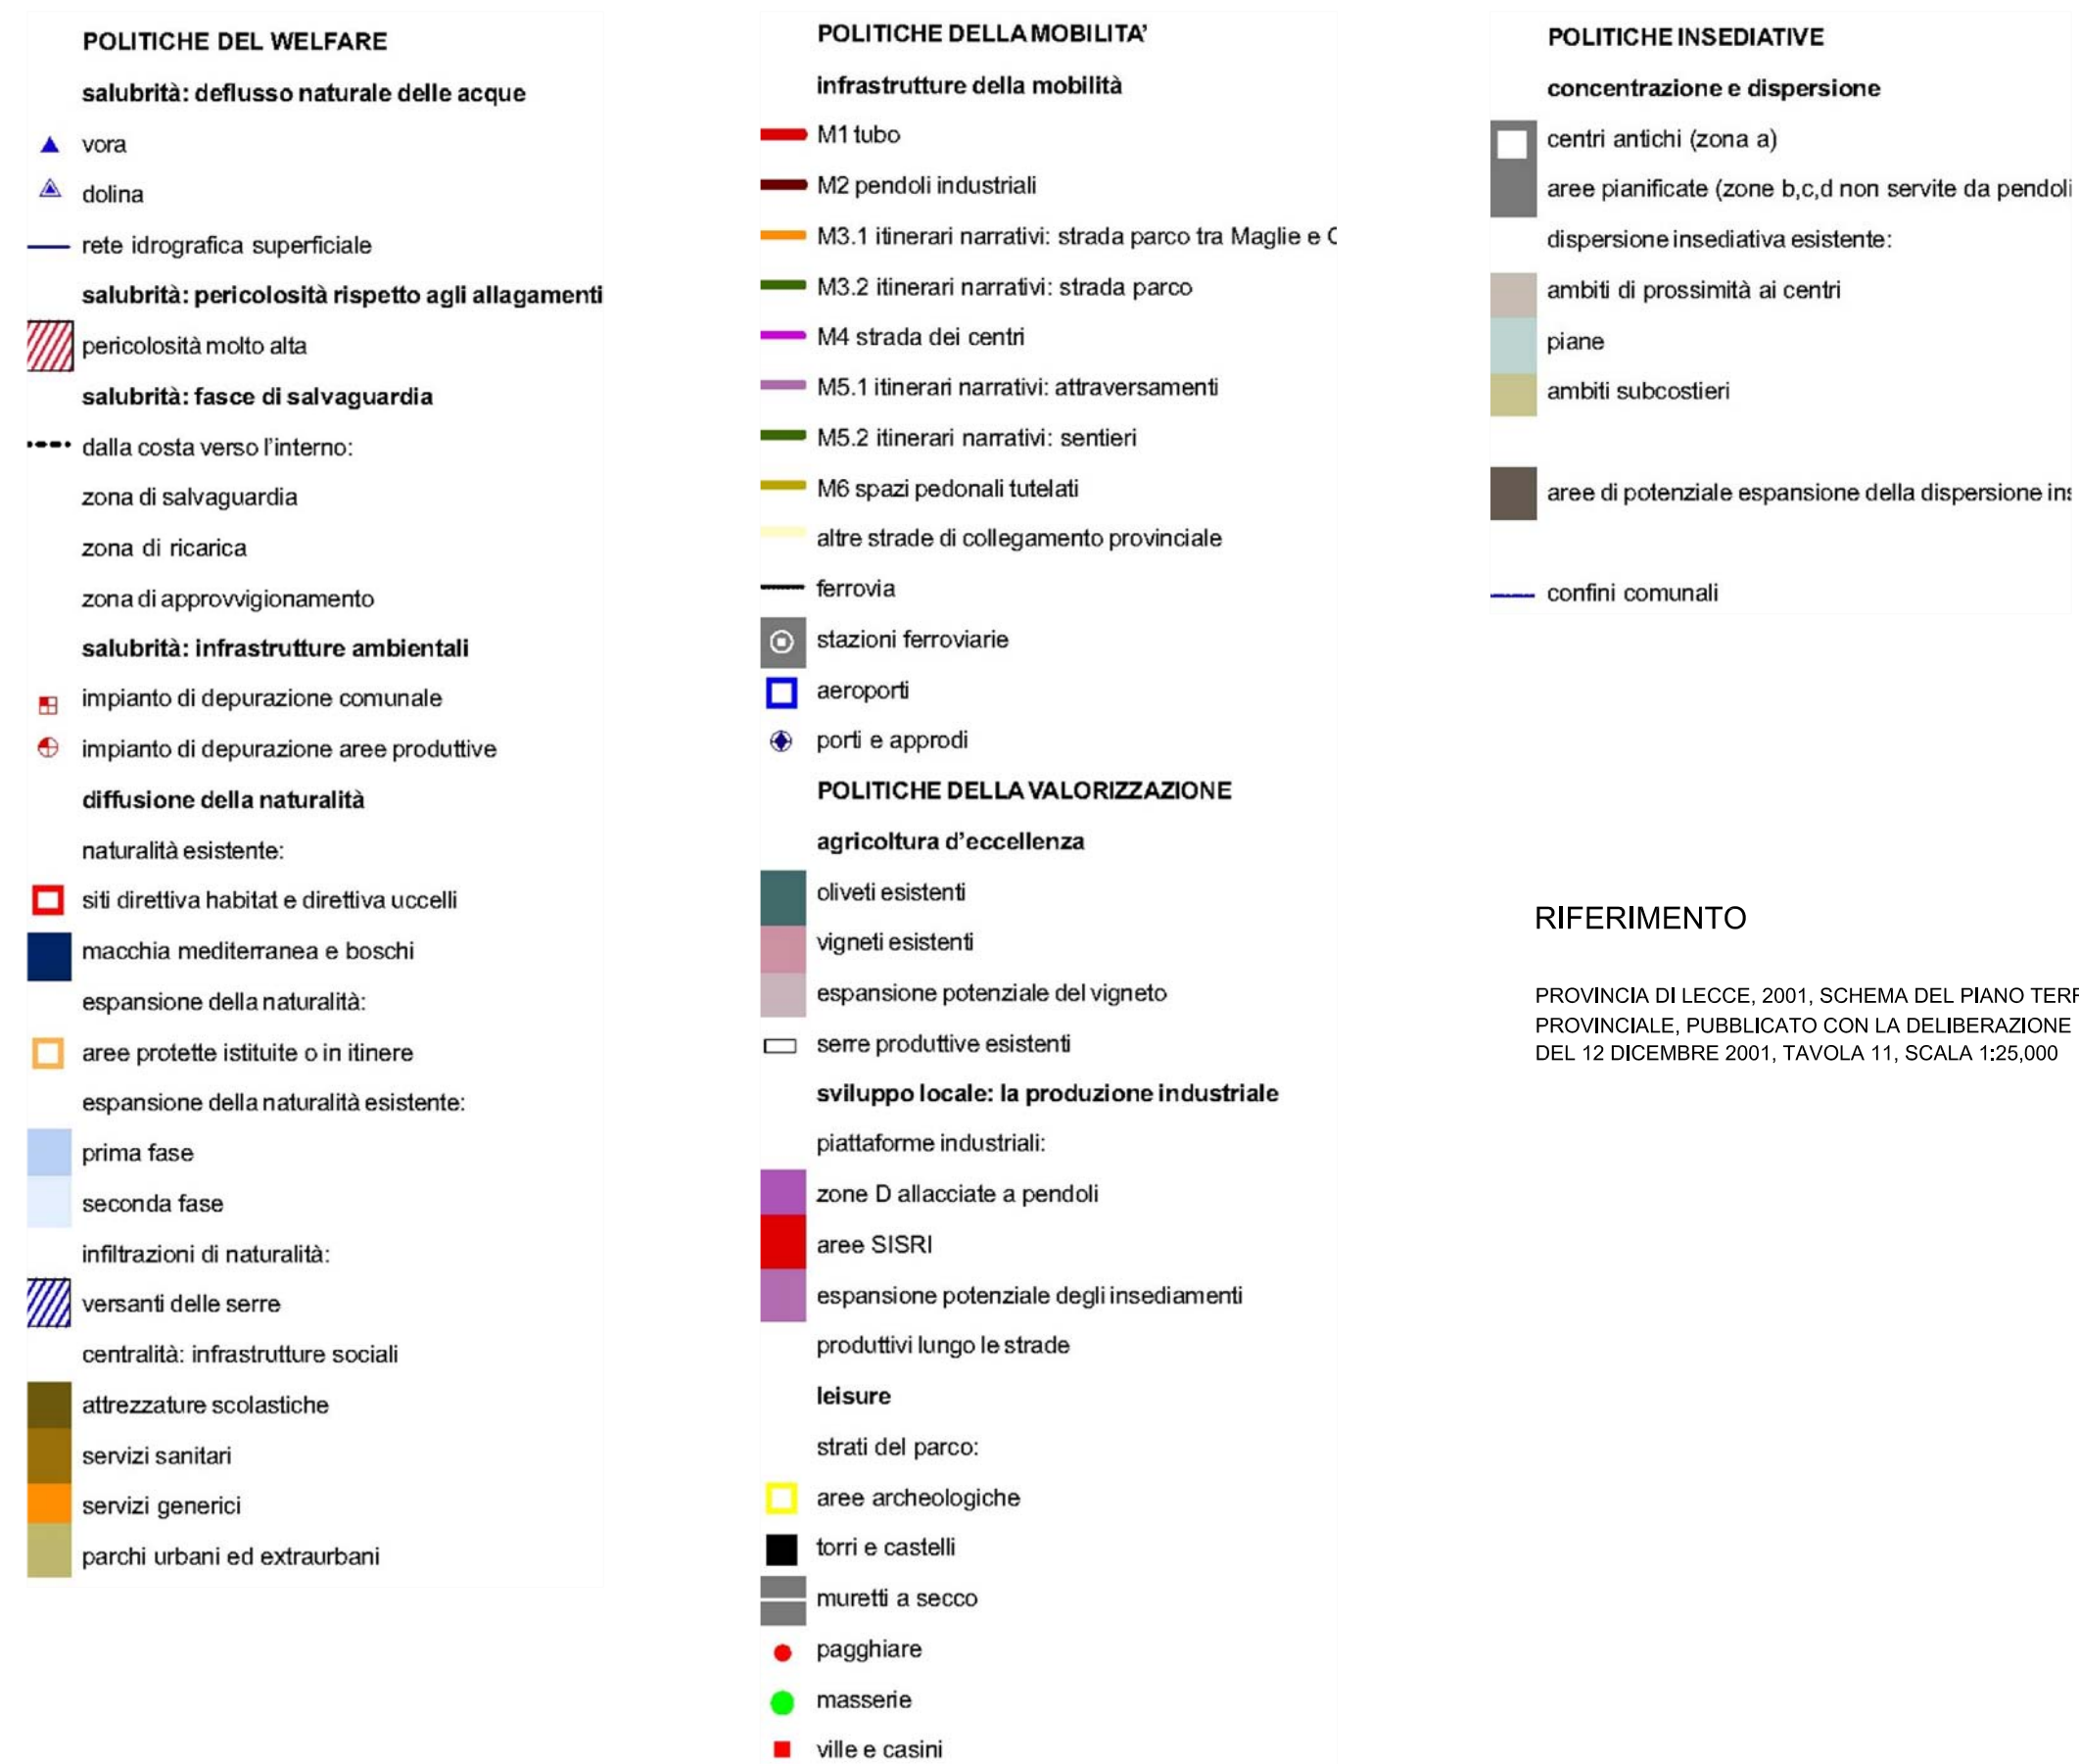 POLITICHE DEL WELFARE
salubrità: deflusso naturale delle acque
vora
dolina
rete idrografica superficiale
salubrità: pericolosità rispetto agli allagamenti
pericolosità molto alta
salubrità: fasce di salvaguardia
dalla costa verso l'interno:
zona di salvaguardia
zona di ricarica
zona di approvvigionamento
salubrità: infrastrutture ambientali
impianto di depurazione comunale
impianto di depurazione aree produttive
diffusione della naturalità
naturalità esistente:
siti direttiva habitat e direttiva uccelli
macchia mediterranea e boschi
espansione della naturalità:
aree protette istituite o in itinere
espansione della naturalità esistente:
prima fase
seconda fase
infiltrazioni di naturalità:
versanti delle serre
centralità: infrastrutture sociali
attrezzature scolastiche
servizi sanitari
servizi generici
parchi urbani ed extraurbani
POLITICHE DELLA MOBILITA'
infrastrutture della mobilità
M1 tubo
M2 pendoli industriali
M3.1 itinerari narrativi: strada parco tra Maglie e
M3.2 itinerari narrativi: strada parco
M4 strada dei centri
M5.1 itinerari narrativi: attraversamenti
M5.2 itinerari narrativi: sentieri
M6 spazi pedonali tutelati
altre strade di collegamento provinciale
ferrovia
stazioni ferroviarie
aeroporti
porti e approdi
POLITICHE DELLA VALORIZZAZIONE
agricoltura d'eccellenza
oliveti esistenti
vigneti esistenti
espansione potenziale del vigneto
serre produttive esistenti
sviluppo locale: la produzione industriale
piattaforme industriali:
zone D allacciate a pendoli
aree SISRI
espansione potenziale degli insediamenti
produttivi lungo le strade
leisure
strati del parco:
aree archeologiche
torri e castelli
muretti a secco
pagghiare
masserie
ville e casini
POLITICHE INSEDIATIVE
concentrazione e dispersione
centri antichi (zona a)
aree pianificate (zone b,c,d non servite da pendoli
dispersione insediativa esistente:
ambiti di prossimità ai centri
piane
ambiti subcostieri
aree di potenziale espansione della dispersione
confini comunali
RIFERIMENTO
PROVINCIA DI LECCE, 2001, SCHEMA DEL PIANO
PROVINCIALE, PUBBLICATO CON LA DELIBERAZIONE
DEL 12 DICEMBRE 2001, TAVOLA 11, SCALA 1:25,000